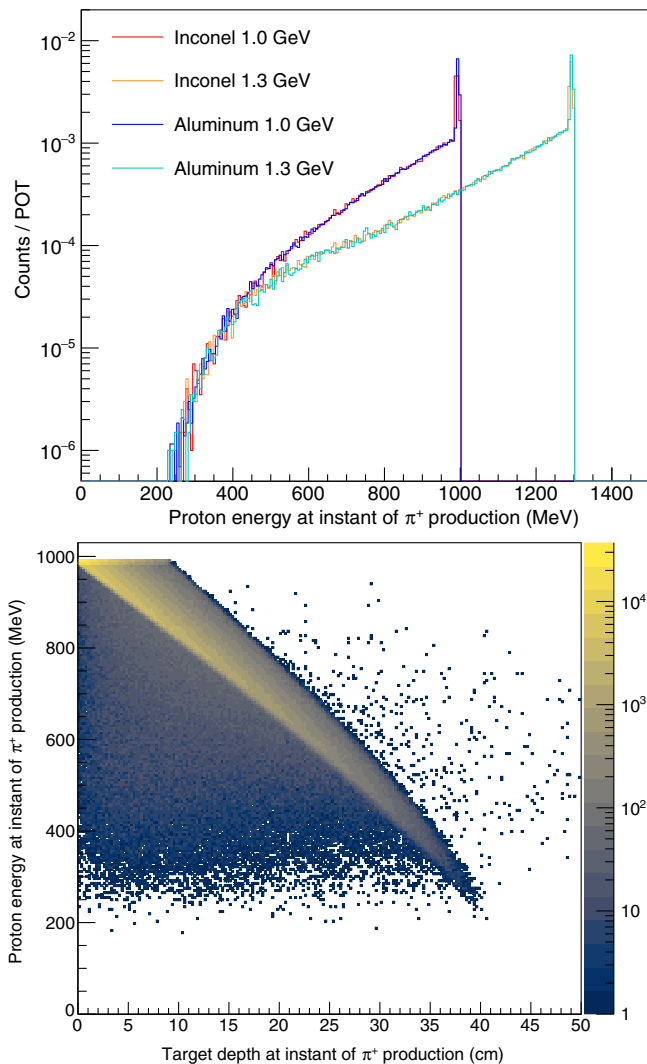 Inconel 1.0 GeV
Inconel 1.3 GeV
Aluminum 1.0 GeV
Aluminum 1.3 GeV
Counts / POT
10⁻²
10⁻³
10⁻⁴
10⁻⁵
10⁻⁶
0 200 400 600 800 1000 1200 1400
Proton energy at instant of π⁺ production (MeV)
Proton energy at instant of π⁺ production (MeV)
1000
800
600
400
200
0
0 5 10 15 20 25 30 35 40 45 50
Target depth at instant of π⁺ production (cm)
10⁴
10³
10²
10
1